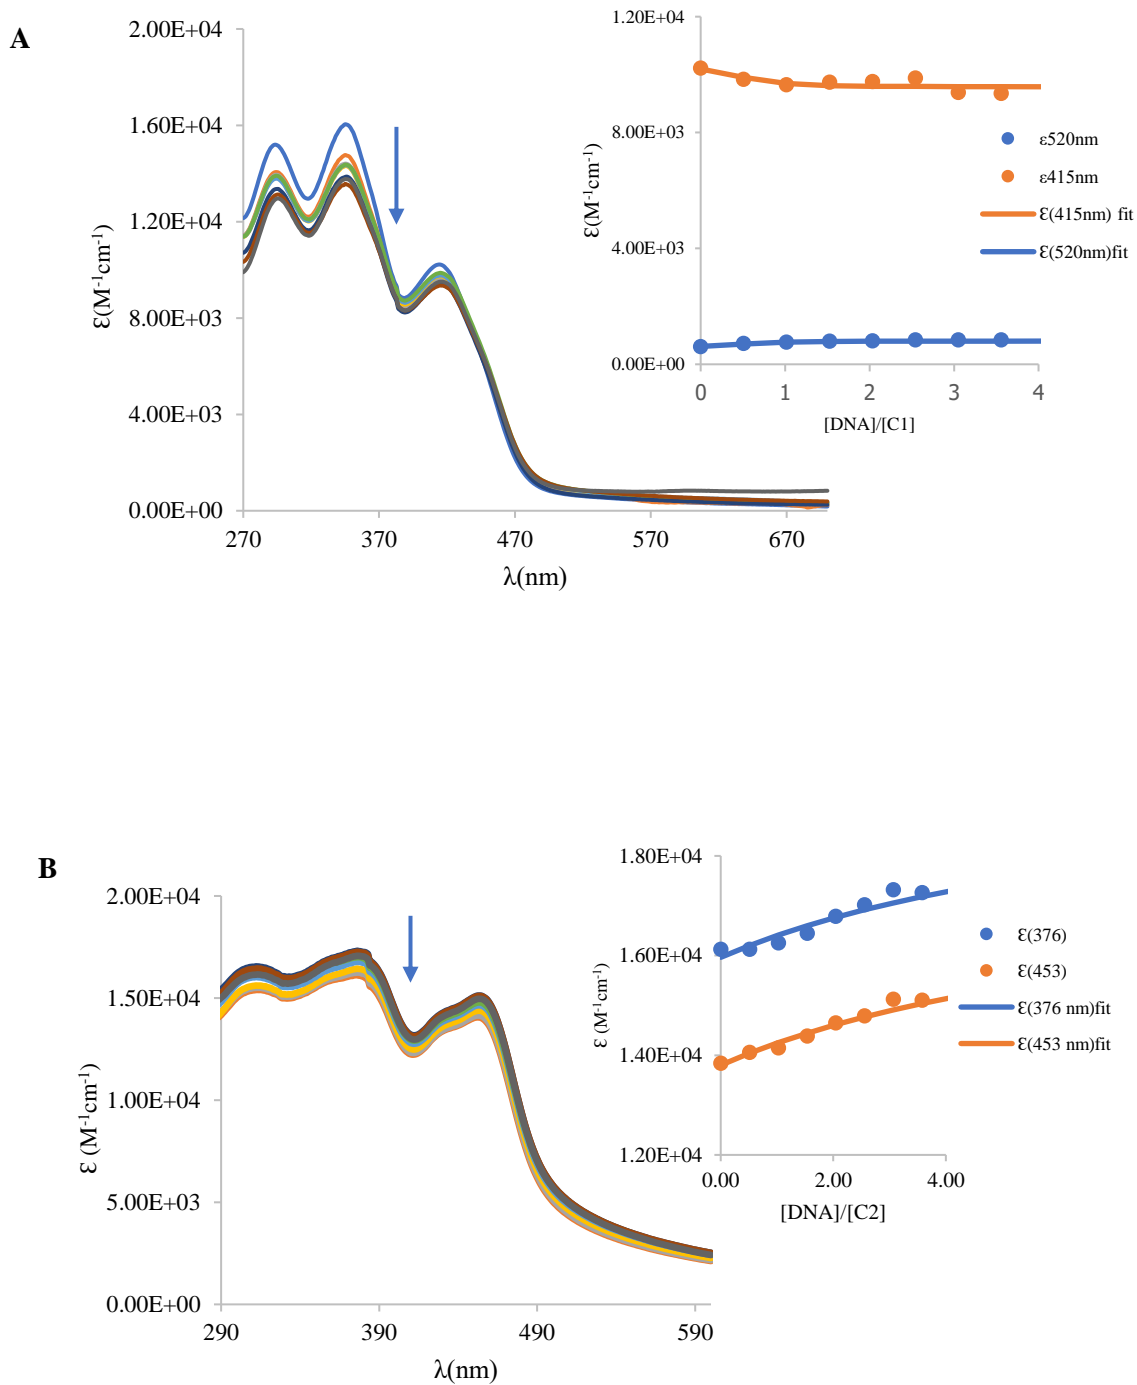 A
2.00E+04
1.60E+04
1.20E+04
8.00E+03
4.00E+03
0.00E+00
Ɛ(M⁻¹cm⁻¹)
270 370 470 570 670
λ(nm)
1.20E+04
8.00E+03
4.00E+03
0.00E+00
Ɛ(M⁻¹cm⁻¹)
0 1 2 3 4
[DNA]/[C1]
ε520nm
ε415nm
Ɛ(415nm) fit
Ɛ(520nm)fit
B
2.00E+04
1.50E+04
1.00E+04
5.00E+03
0.00E+00
Ɛ (M⁻¹cm⁻¹)
290 390 490 590
λ(nm)
1.80E+04
1.60E+04
1.40E+04
1.20E+04
ε (M⁻¹cm⁻¹)
0.00 2.00 4.00
[DNA]/[C2]
Ɛ(376)
Ɛ(453)
Ɛ(376 nm)fit
Ɛ(453 nm)fit